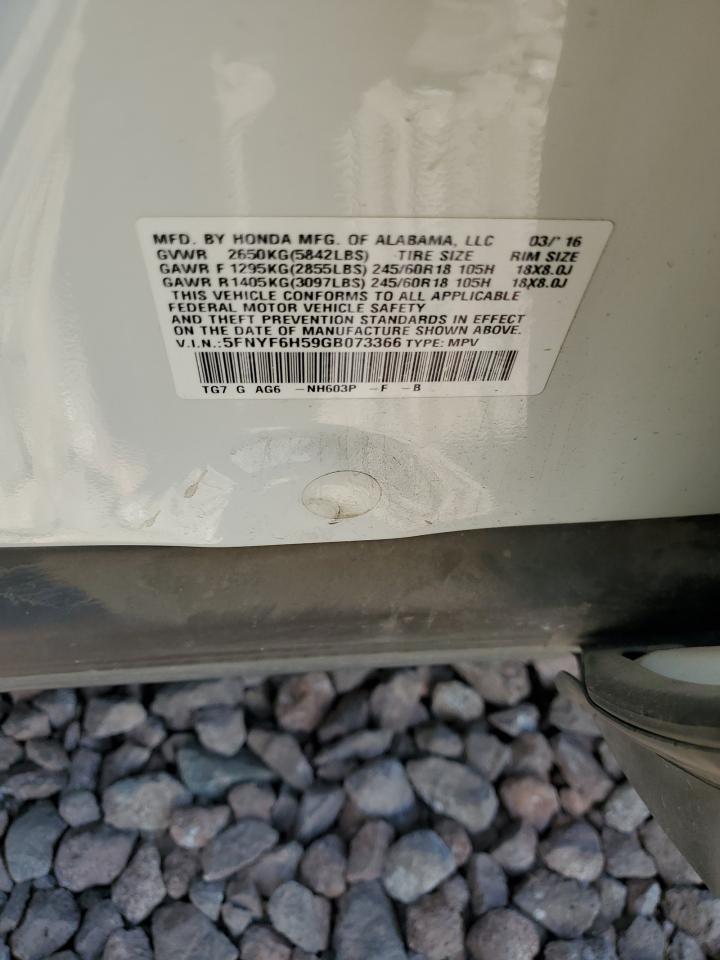 MFD. BY HONDA MFG. OF ALABAMA, LLC 03/'16
GVWR 2650KG(5842LBS) TIRE SIZE RIM SIZE
GAWR F 1295KG(2855LBS) 245/60R18 105H 18X8.0J
GAWR R1405KG(3097LBS) 245/60R18 105H 18X8.0J
THIS VEHICLE CONFORMS TO ALL APPLICABLE
FEDERAL MOTOR VEHICLE SAFETY
AND THEFT PREVENTION STANDARDS IN EFFECT
ON THE DATE OF MANUFACTURE SHOWN ABOVE.
V.I.N.:5FNYF6H59GB073366 TYPE: MPV
TG7 G AG6 -NH603P -F -B